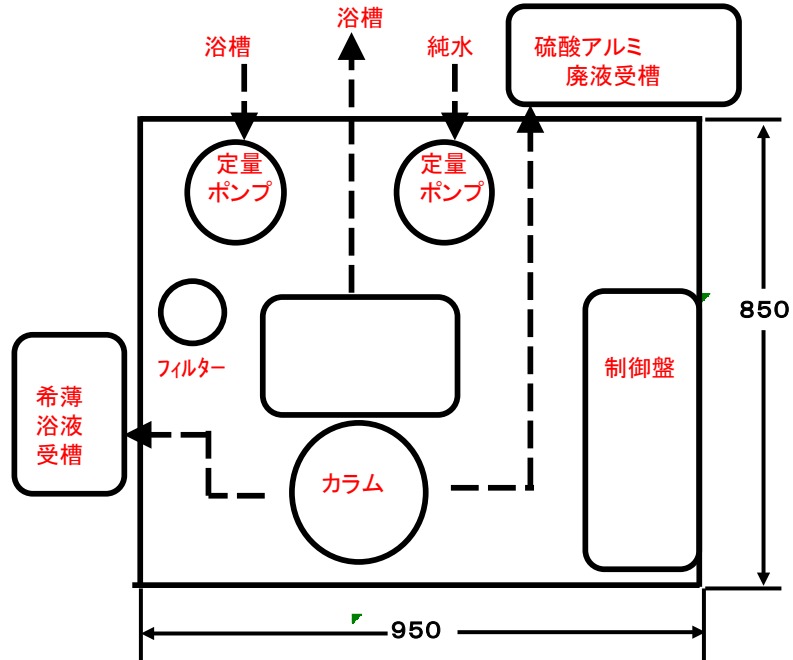 浴槽
浴槽
純水
硫酸アルミ
廃液受槽
定量
ポンプ
定量
ポンプ
850
フィルター
制御盤
希薄
浴液
受槽
カラム
950